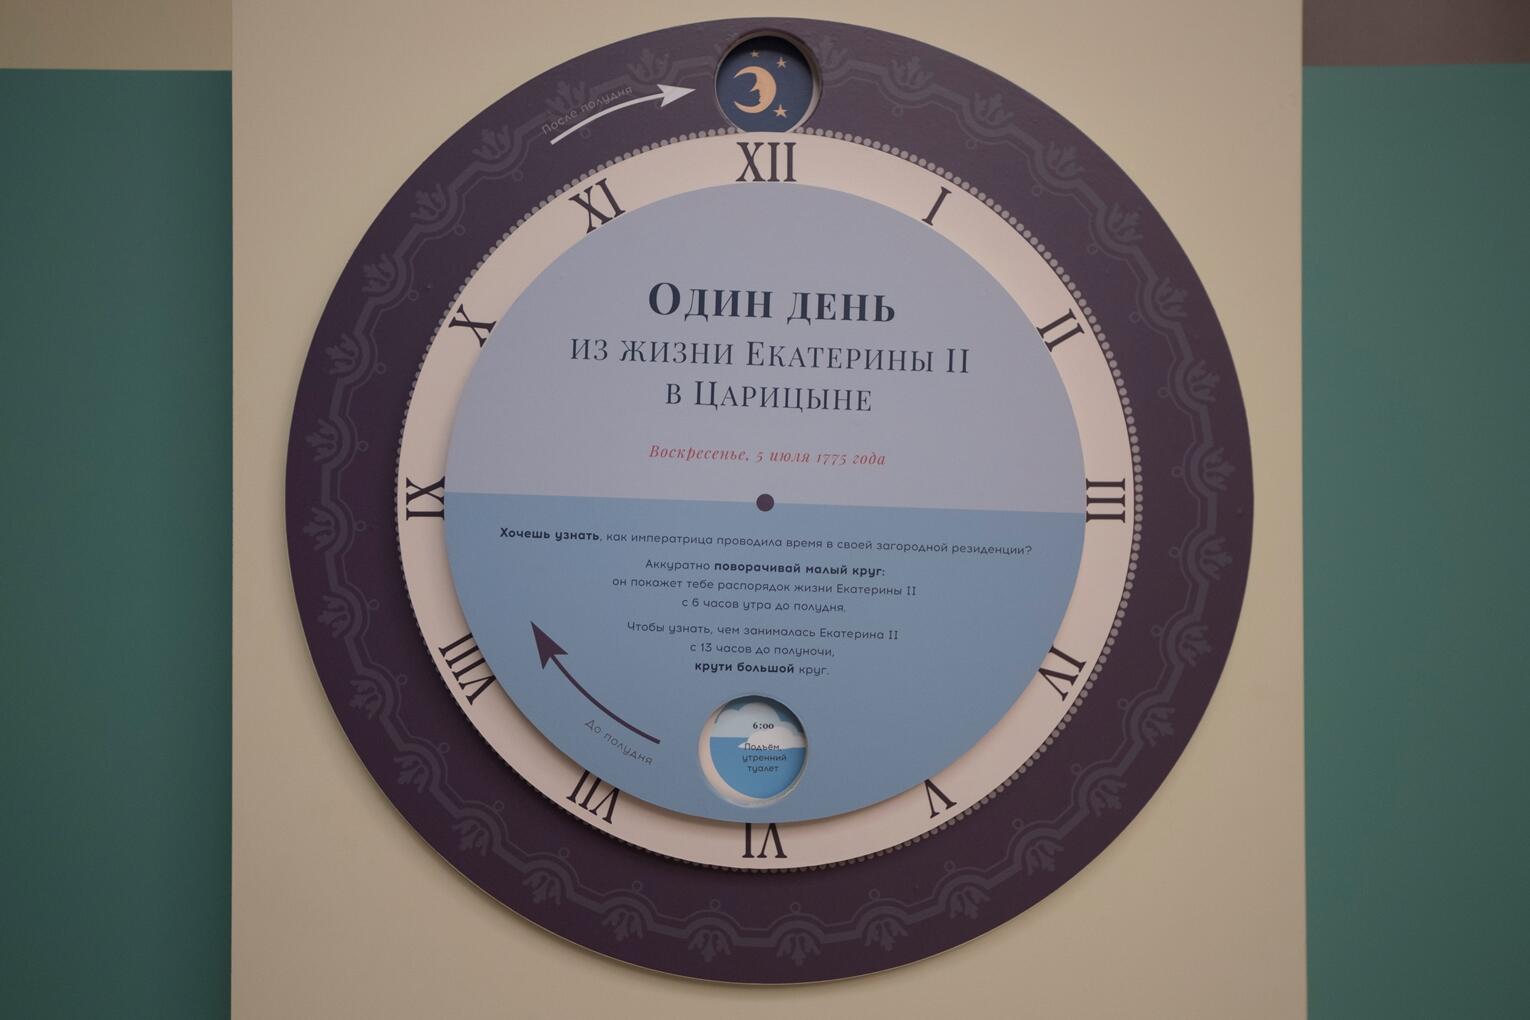 После полудня
XII
I
II
III
IV
V
VI
VII
VIII
IX
X
XI
Один день
из жизни Екатерины II
в Царицыне
Воскресенье, 5 июля 1775 года
Хочешь узнать, как императрица проводила время в своей загородной резиденции?
Аккуратно поворачивай малый круг:
он покажет тебе распорядок жизни Екатерины II
с 6 часов утра до полудня.
Чтобы узнать, чем занималась Екатерина II
с 13 часов до полуночи,
крути большой круг.
До полудня
6:00
Подъём,
утренний
туалет